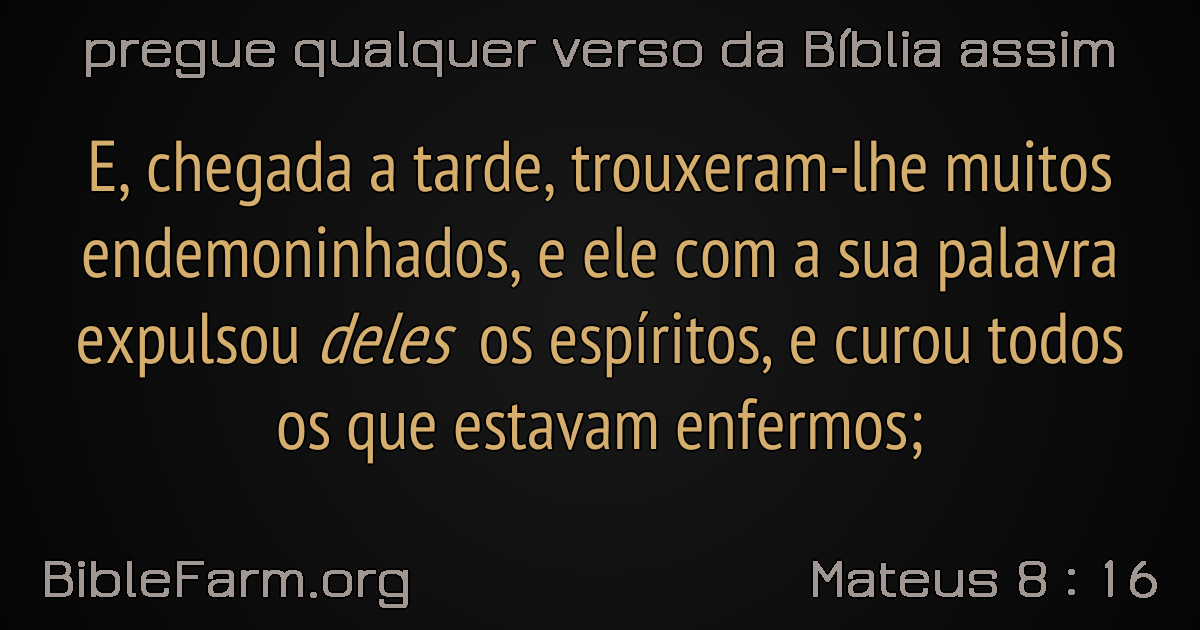 pregue qualquer verso da Bíblia assim
E, chegada a tarde, trouxeram-lhe muitos
endemoninhados, e ele com a sua palavra
expulsou deles os espíritos, e curou todos
os que estavam enfermos;
BibleFarm.org
Mateus 8 : 16